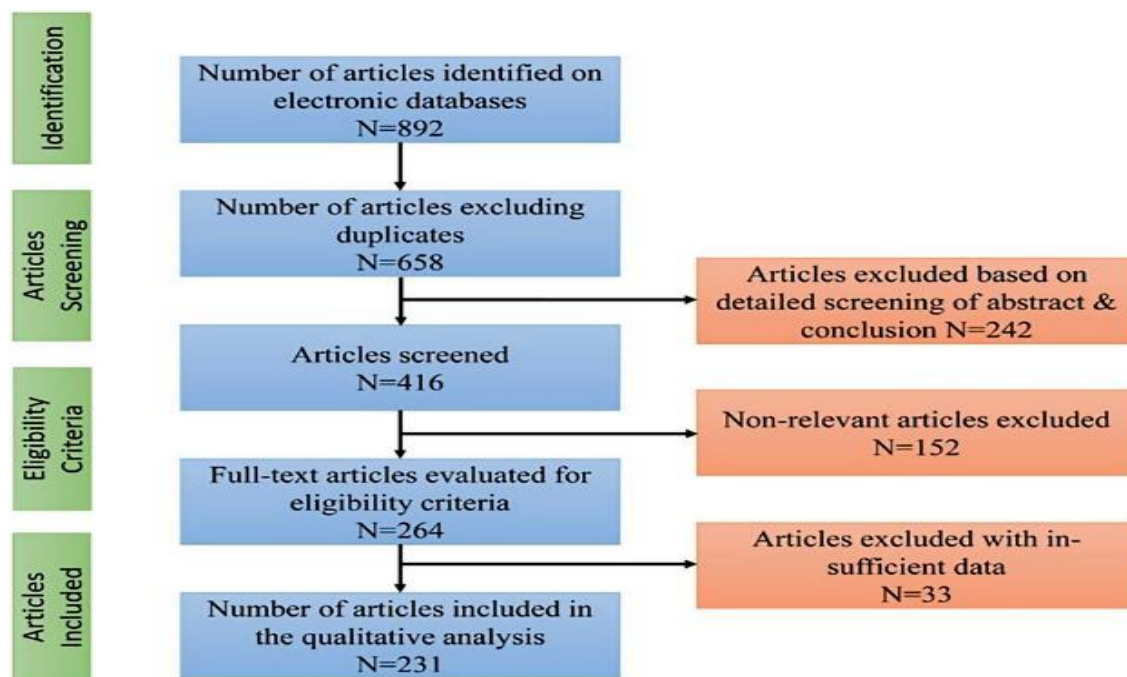 Identification
Number of articles identified on
electronic databases
N=892
Articles
Screening
Number of articles excluding
duplicates
N=658
Articles excluded based on
detailed screening of abstract &
conclusion N=242
Articles screened
N=416
Eligibility
Criteria
Non-relevant articles excluded
N=152
Full-text articles evaluated for
eligibility criteria
N=264
Articles
Included
Articles excluded with in-
sufficient data
N=33
Number of articles included in
the qualitative analysis
N=231